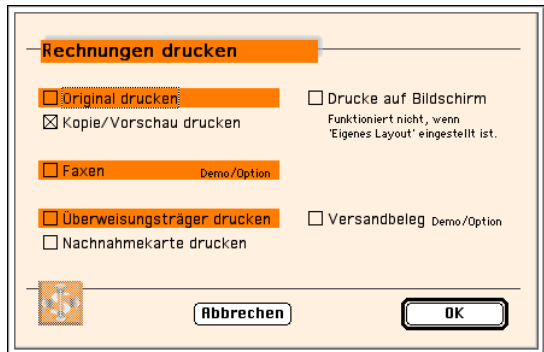 Rechnungen drucken
Original drucken
Drucke auf Bildschirm
Kopie/Vorschau drucken
Funktioniert nicht, wenn
'Eigenes Layout' eingestellt ist.
Faxen Demo/Option
Überweisungsträger drucken
Versandbeleg Demo/Option
Nachnahmekarte drucken
Abbrechen
OK